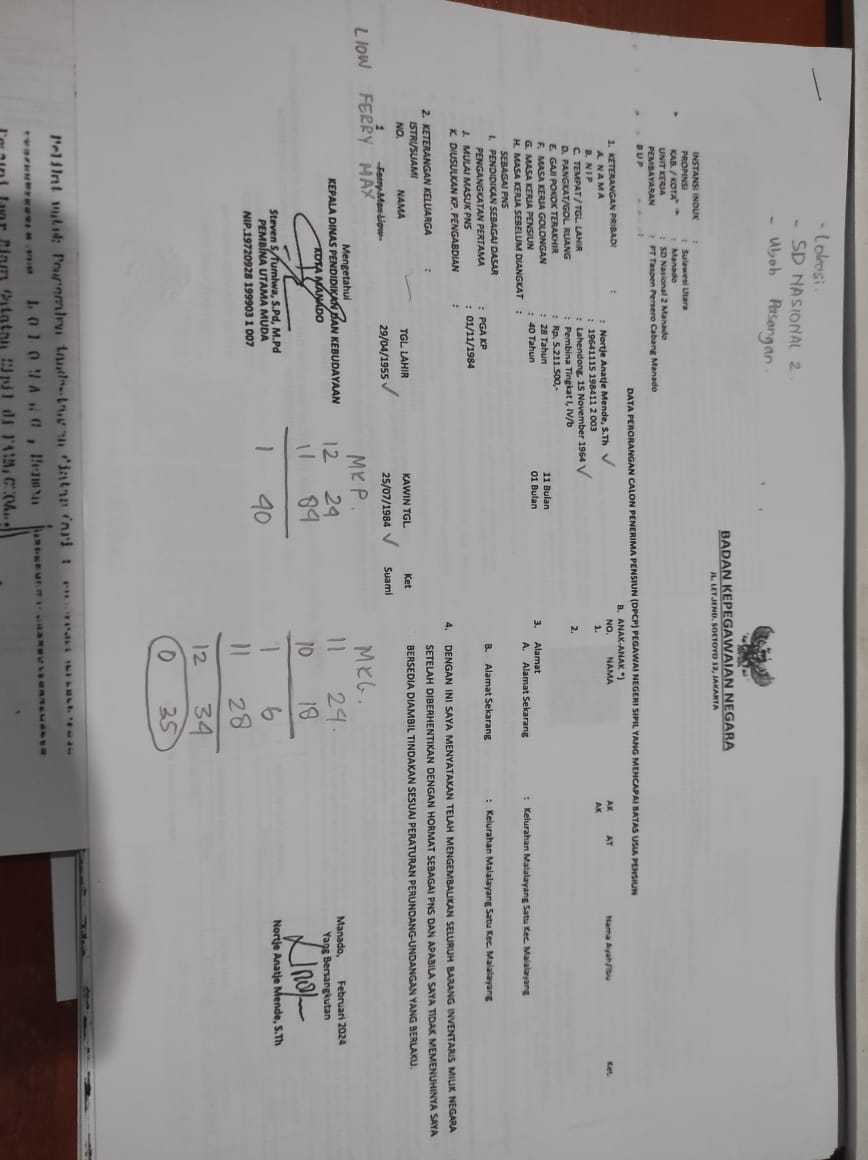 - Lokasi.
- SD NASIONAL 2.
- Ubah Pasangan.
BADAN KEPEGAWAIAN NEGARA
JL. LETJEND. SOETOYO 12, JAKARTA
DATA PERORANGAN CALON PENERIMA PENSIUN (DPCP) PEGAWAI NEGERI SIPIL YANG MENCAPAI BATAS USIA PENSIUN
INSTANSI INDUK :
PROPINSI : Sulawesi Utara
KAB. / KOTA : Manado
UNIT KERJA : SD Nasional 2 Manado
PEMBAYARAN : PT Taspen Persero Cabang Manado
B U P :
1. KETERANGAN PRIBADI :
A. N A M A : Nortje Anatje Mende, S.Th
B. N I P : 19641115 198411 2 003
C. TEMPAT / TGL. LAHIR : Lahendong, 15 November 1964
D. PANGKAT/GOL. RUANG : Pembina Tingkat I, IV/b
E. GAJI POKOK TERAKHIR : Rp. 5.211.500,-
F. MASA KERJA GOLONGAN : 28 Tahun 11 Bulan
G. MASA KERJA PENSIUN : 40 Tahun 01 Bulan
H. MASA KERJA SEBELUM DIANGKAT :
SEBAGAI PNS
I. PENDIDIKAN SEBAGAI DASAR
PENGANGKATAN PERTAMA : PGA KP
J. MULAI MASUK PNS : 01/11/1984
K. DIUSULKAN KP. PENGABDIAN :
2. KETERANGAN KELUARGA :
ISTRI/SUAMI
NO. NAMA TGL. LAHIR KAWIN TGL Ket
1 Ferry Max Liow 29/04/1955 25/07/1984 Suami
LIOW FERRY MAX
B. ANAK-ANAK *)
NO. NAMA AK AT Nama Ayah/Ibu Ket.
1. AK
2.
3. Alamat
A. Alamat Sekarang : Kelurahan Malalayang Satu Kec. Malalayang
B. Alamat Sekarang : Kelurahan Malalayang Satu Kec. Malalayang
4. DENGAN INI SAYA MENYATAKAN TELAH MENGEMBALIKAN SELURUH BARANG INVENTARIS MILIK NEGARA
SETELAH DIBERHENTIKAN DENGAN HORMAT SEBAGAI PNS DAN APABILA SAYA TIDAK MEMENUHINYA SAYA
BERSEDIA DIAMBIL TINDAKAN SESUAI PERATURAN PERUNDANG-UNDANGAN YANG BERLAKU.
Mengetahui
KEPALA DINAS PENDIDIKAN DAN KEBUDAYAAN
KOTA MANADO
Steven S. Tumiwa, S.Pd, M.Pd
PEMBINA UTAMA MUDA
NIP.19720928 199903 1 007
MKP.
12 24
11 84
1 40
MKG.
11 24.
10 18
1 6
11 28
12 34
0 35
Manado, Februari 2024
Yang Bersangkutan
Nortje Anatje Mende, S.Th